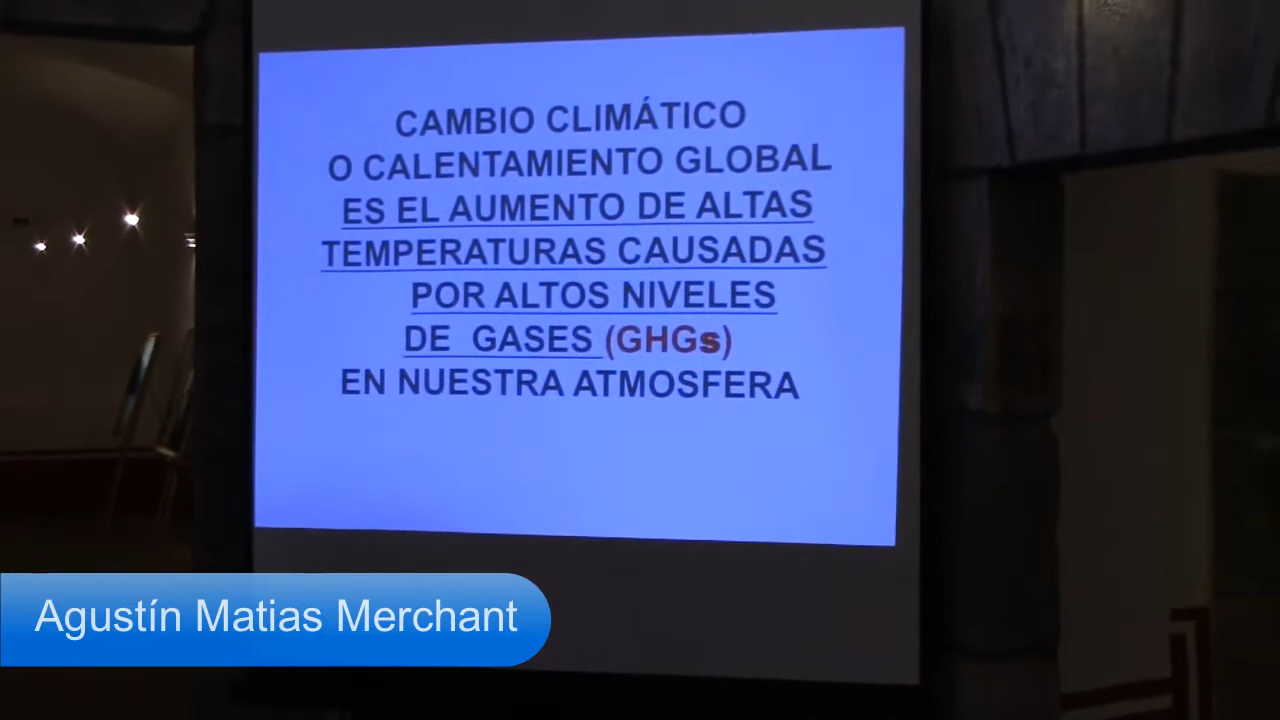 CAMBIO CLIMÁTICO
O CALENTAMIENTO GLOBAL
ES EL AUMENTO DE ALTAS
TEMPERATURAS CAUSADAS
POR ALTOS NIVELES
DE GASES (GHGs)
EN NUESTRA ATMOSFERA
Agustín Matias Merchant